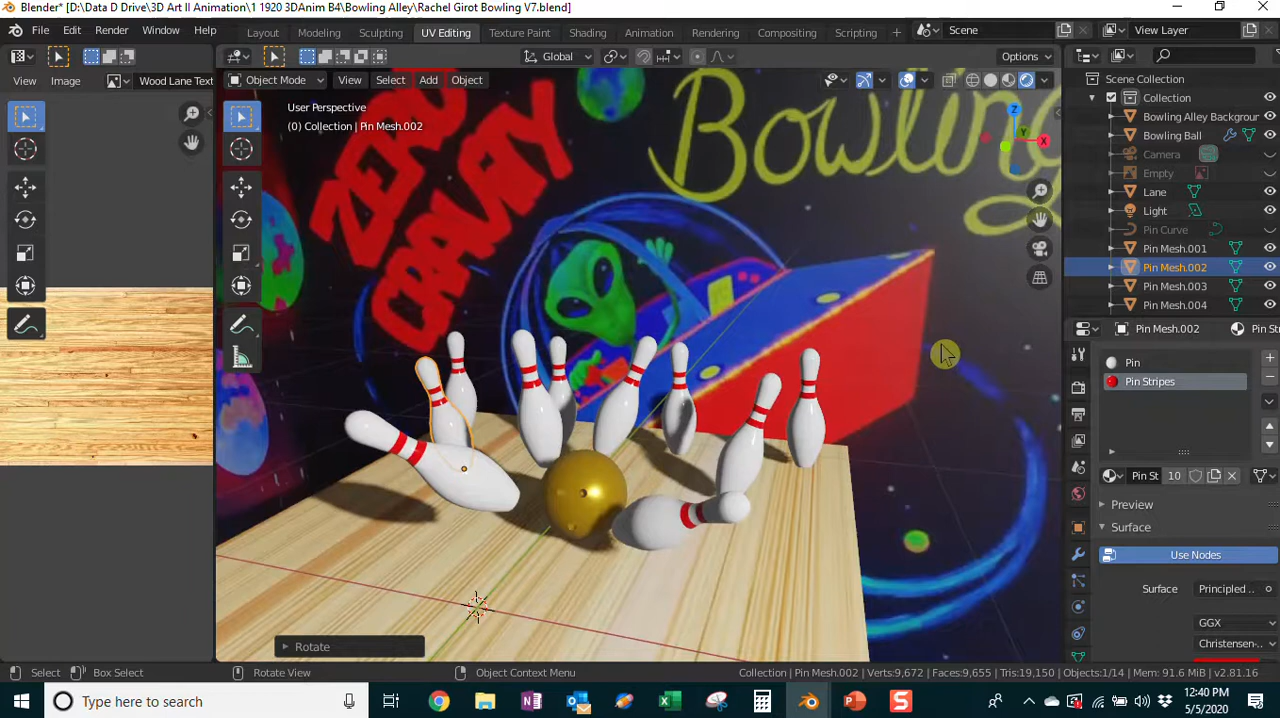 Blender* [D:\Data D Drive\3D Art II Animation\1 1920 3DAnim B4\Bowling Alley\Rachel Girot Bowling V7.blend]
File Edit Render Window Help Layout Modeling Sculpting UV Editing Texture Paint Shading Animation Rendering Compositing Scripting Scene View Layer
Global Options
View Image Wood Lane Text Object Mode View Select Add Object
Scene Collection
User Perspective
(0) Collection | Pin Mesh.002
Collection
Bowling Alley Backgrour
Bowling Ball
Camera
Empty
Lane
Light
Pin Curve
Pin Mesh.001
Pin Mesh.002
Pin Mesh.003
Pin Mesh.004
Z
Y
X
ZERO
GRAVITY
Bowling
Pin Mesh.002 Pin St
Pin
Pin Stripes
Pin St 10
Preview
Surface
Use Nodes
Surface Principled ..
GGX
Christensen-..
Rotate
Select Box Select Rotate View Object Context Menu Collection | Pin Mesh.002 | Verts:9,672 | Faces:9,655 | Tris:19,150 | Objects:1/14 | Mem: 91.6 MiB | v2.81.16
Type here to search
12:40 PM
5/5/2020